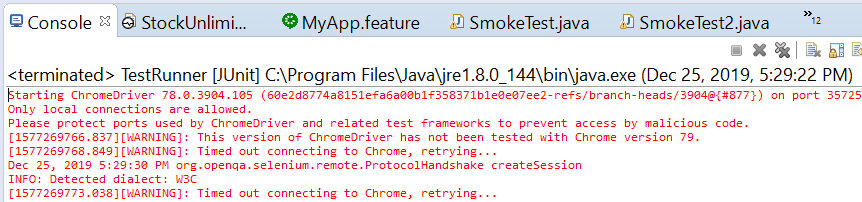 Console StockUnlimi... MyApp.feature SmokeTest.java SmokeTest2.java »12
<terminated> TestRunner [JUnit] C:\Program Files\Java\jre1.8.0_144\bin\java.exe (Dec 25, 2019, 5:29:22 PM)
Starting ChromeDriver 78.0.3904.105 (60e2d8774a8151efa6a00b1f358371b1e0e07ee2-refs/branch-heads/3904@{#877}) on port 35725
Only local connections are allowed.
Please protect ports used by ChromeDriver and related test frameworks to prevent access by malicious code.
[1577269766.837][WARNING]: This version of ChromeDriver has not been tested with Chrome version 79.
[1577269768.849][WARNING]: Timed out connecting to Chrome, retrying...
Dec 25, 2019 5:29:30 PM org.openqa.selenium.remote.ProtocolHandshake createSession
INFO: Detected dialect: W3C
[1577269773.038][WARNING]: Timed out connecting to Chrome, retrying...